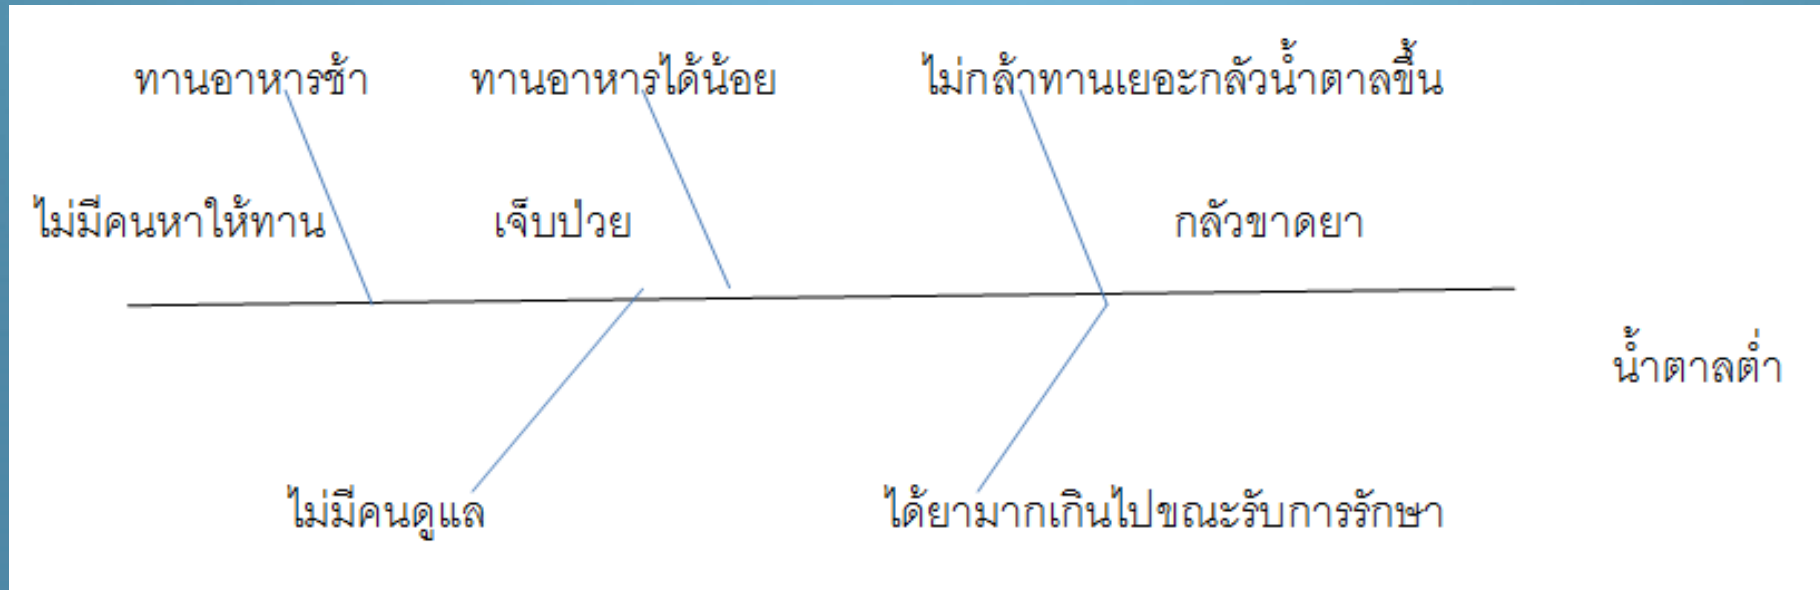 ทานอาหารช้า
ทานอาหารได้น้อย
ไม่กล้าทานเยอะกลัวน้ำตาลขึ้น
ไม่มีคนหาให้ทาน
เจ็บป่วย
กลัวขาดยา
น้ำตาลต่ำ
ไม่มีคนดูแล
ได้ยามากเกินไปขณะรับการรักษา